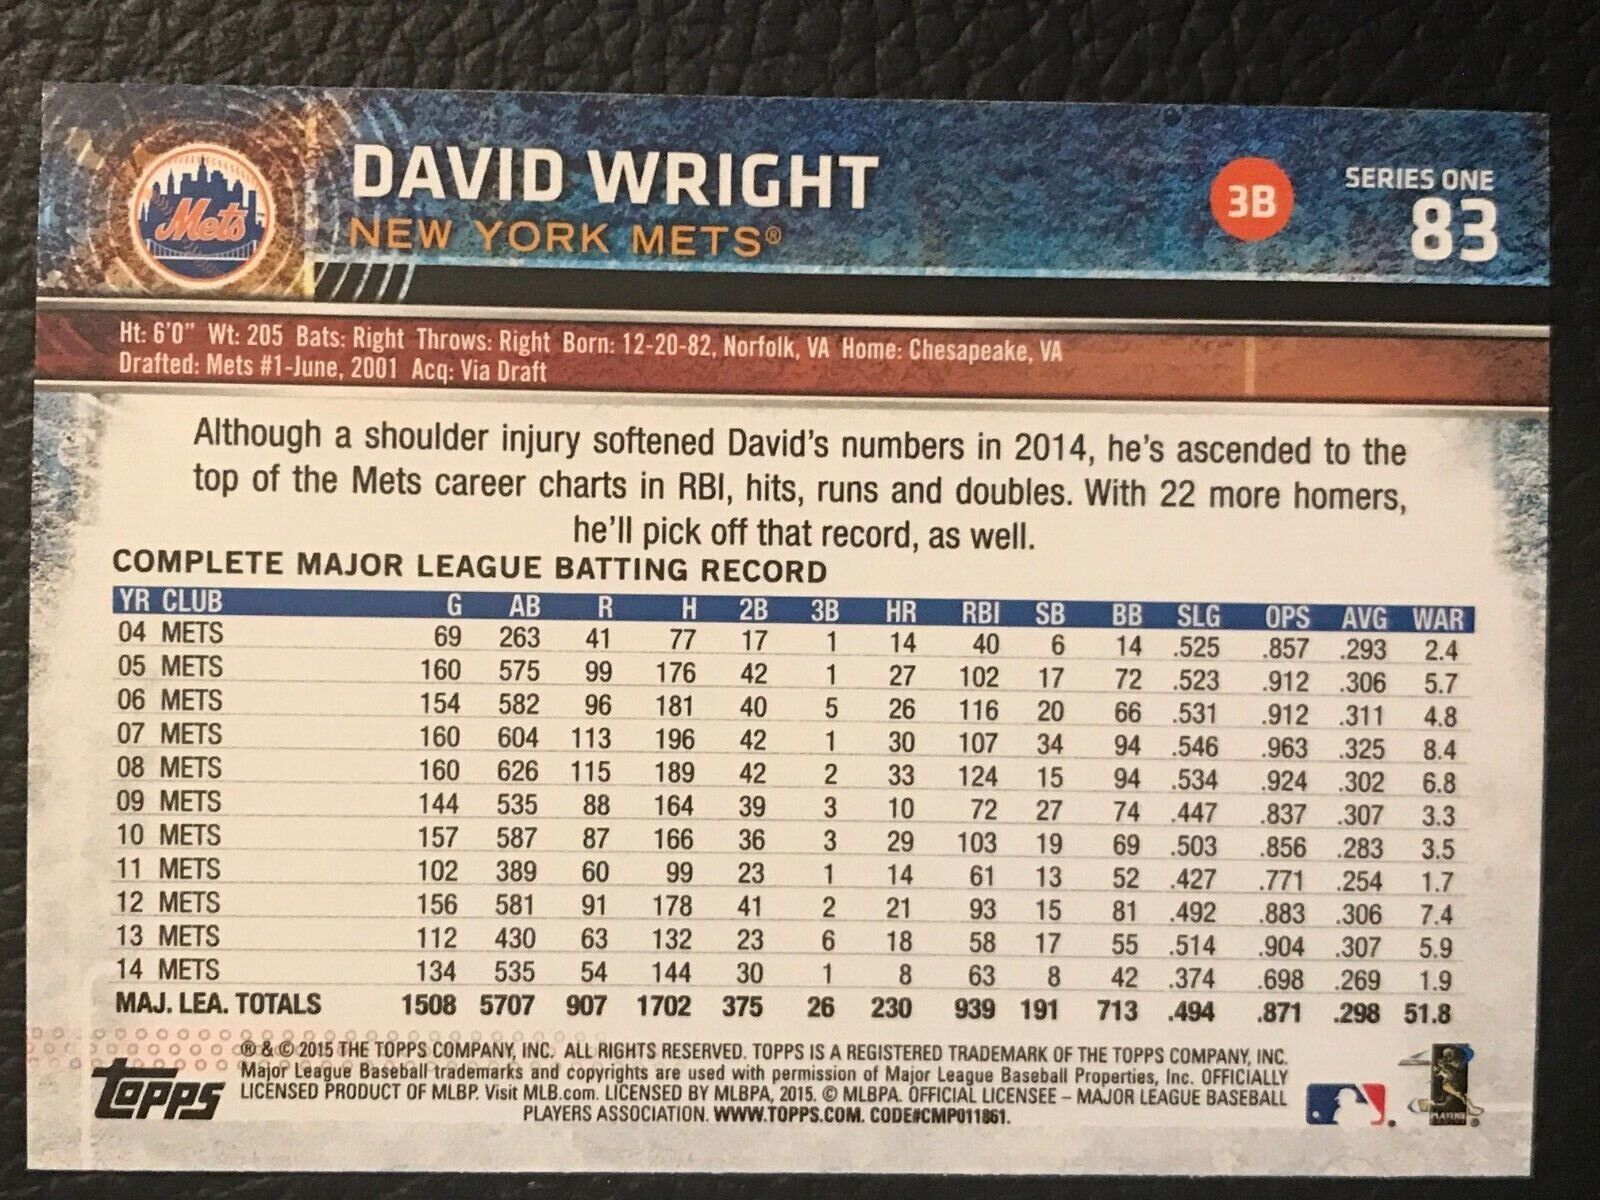 Mets
DAVID WRIGHT
NEW YORK METS®
3B
SERIES ONE
83
Ht: 6'0" Wt: 205 Bats: Right Throws: Right Born: 12-20-82, Norfolk, VA Home: Chesapeake, VA
Drafted: Mets #1-June, 2001 Acq: Via Draft
Although a shoulder injury softened David's numbers in 2014, he's ascended to the
top of the Mets career charts in RBI, hits, runs and doubles. With 22 more homers,
he'll pick off that record, as well.
COMPLETE MAJOR LEAGUE BATTING RECORD
YR CLUB G AB R H 2B 3B HR RBI SB BB SLG OPS AVG WAR
04 METS 69 263 41 77 17 1 14 40 6 14 .525 .857 .293 2.4
05 METS 160 575 99 176 42 1 27 102 17 72 .523 .912 .306 5.7
06 METS 154 582 96 181 40 5 26 116 20 66 .531 .912 .311 4.8
07 METS 160 604 113 196 42 1 30 107 34 94 .546 .963 .325 8.4
08 METS 160 626 115 189 42 2 33 124 15 94 .534 .924 .302 6.8
09 METS 144 535 88 164 39 3 10 72 27 74 .447 .837 .307 3.3
10 METS 157 587 87 166 36 3 29 103 19 69 .503 .856 .283 3.5
11 METS 102 389 60 99 23 1 14 61 13 52 .427 .771 .254 1.7
12 METS 156 581 91 178 41 2 21 93 15 81 .492 .883 .306 7.4
13 METS 112 430 63 132 23 6 18 58 17 55 .514 .904 .307 5.9
14 METS 134 535 54 144 30 1 8 63 8 42 .374 .698 .269 1.9
MAJ. LEA. TOTALS 1508 5707 907 1702 375 26 230 939 191 713 .494 .871 .298 51.8
® & © 2015 THE TOPPS COMPANY, INC. ALL RIGHTS RESERVED. TOPPS IS A REGISTERED TRADEMARK OF THE TOPPS COMPANY, INC.
Major League Baseball trademarks and copyrights are used with permission of Major League Baseball Properties, Inc. OFFICIALLY
LICENSED PRODUCT OF MLBP. Visit MLB.com. LICENSED BY MLBPA, 2015. © MLBPA. OFFICIAL LICENSEE – MAJOR LEAGUE BASEBALL
PLAYERS ASSOCIATION. WWW.TOPPS.COM. CODE#CMP011861.
topps
PLAYERS